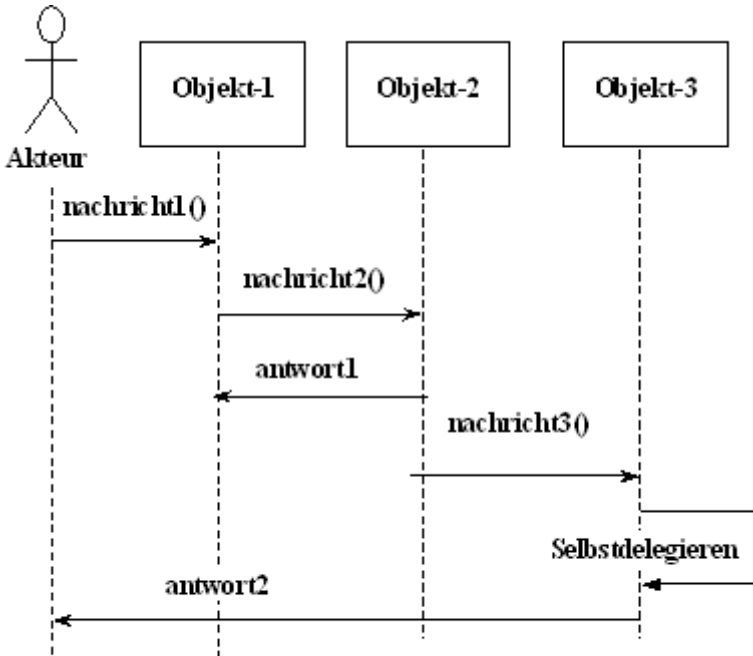 Objekt-1
Objekt-2
Objekt-3
Akteur
nachricht1()
nachricht2()
antwort1
nachricht3()
Selbstdelegieren
antwort2